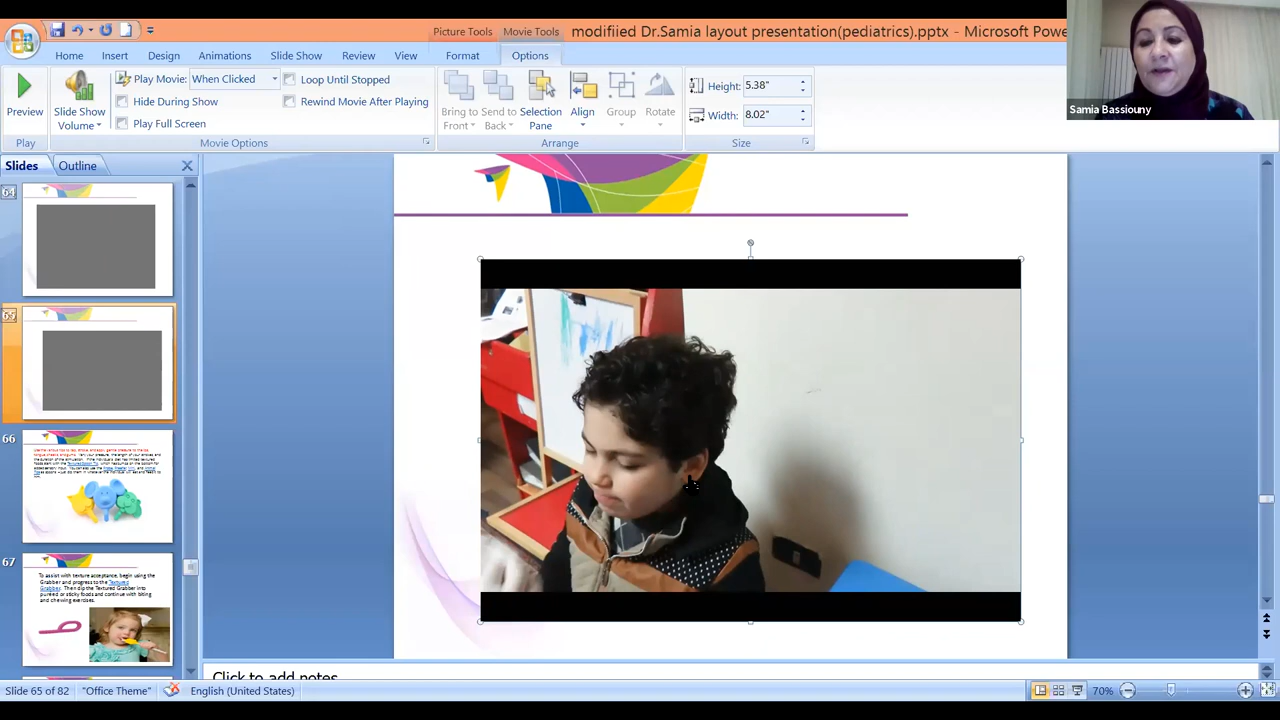 Picture Tools
Movie Tools
modifiied Dr.Samia layout presentation(pediatrics).pptx - Microsoft Powe
Home
Insert
Design
Animations
Slide Show
Review
View
Format
Options
Preview
Slide Show
Volume
Play Movie:
When Clicked
Hide During Show
Play Full Screen
Loop Until Stopped
Rewind Movie After Playing
Bring to
Front
Send to
Back
Selection
Pane
Align
Group
Rotate
Height:
5.38"
Width:
8.02"
Play
Movie Options
Arrange
Size
Samia Bassiouny
Slides
Outline
64
65
66
67
To assist with texture acceptance, begin using the
Grabber and progress to the Textured
Grabber. Then dip the Textured Grabber into
pureed or sticky foods and continue with biting
and chewing exercises.
Click to add notes
Slide 65 of 82
"Office Theme"
English (United States)
70%